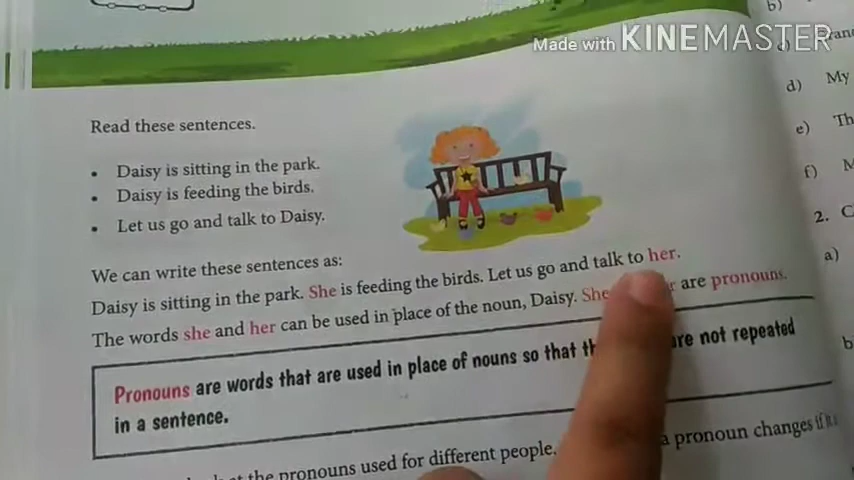 Made with KINEMASTER
Read these sentences.
• Daisy is sitting in the park.
• Daisy is feeding the birds.
• Let us go and talk to Daisy.
We can write these sentences as:
Daisy is sitting in the park. She is feeding the birds. Let us go and talk to her.
The words she and her can be used in place of the noun, Daisy. She are pronouns.
Pronouns are words that are used in place of nouns so that are not repeated
in a sentence.
the pronouns used for different people. a pronoun changes if
b)
c)
d) My
e) Th
f) M
2. C
a)
b